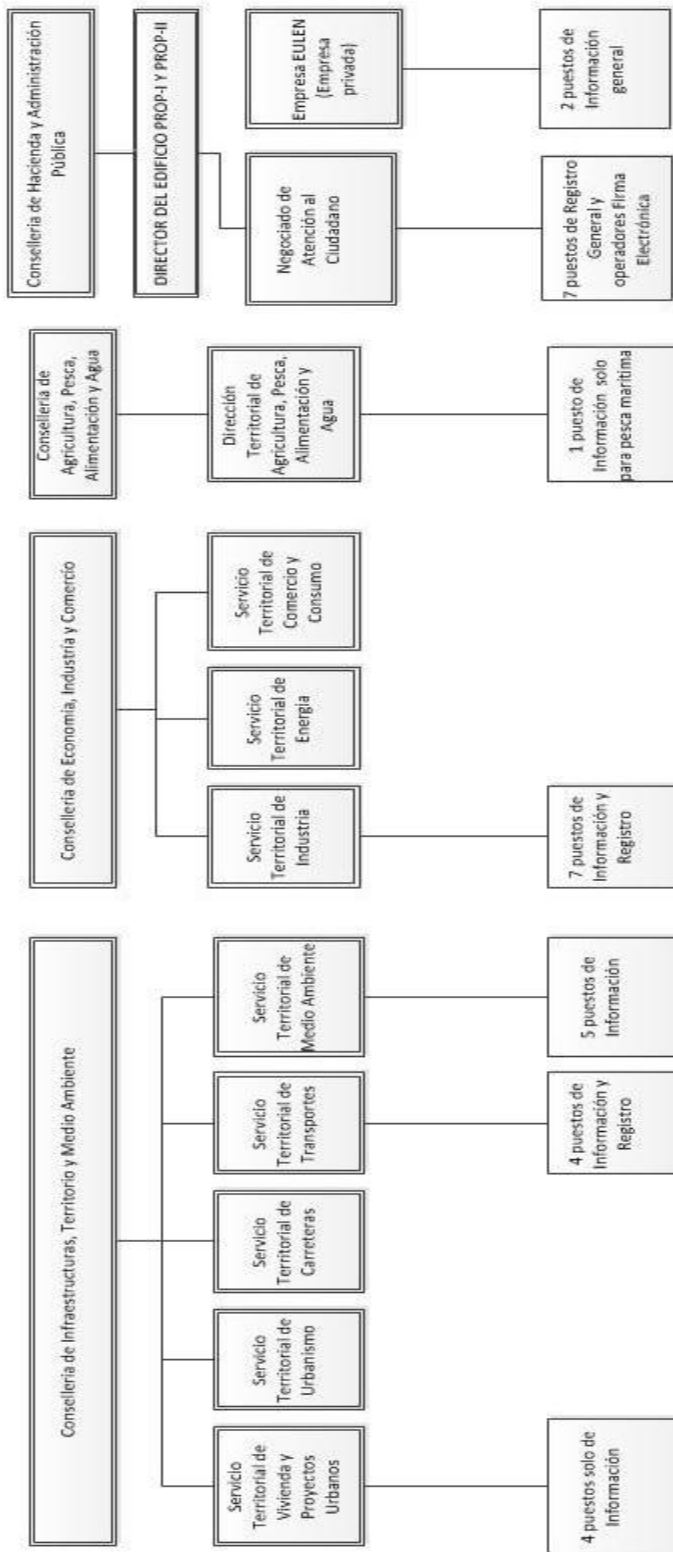 Conselleria de Infraestructuras, Territorio y Medio Ambiente
Servicio
Territorial de
Vivienda y
Proyectos
Urbanos
Servicio
Territorial de
Urbanismo
Servicio
Territorial de
Carreteras
Servicio
Territorial de
Transportes
Servicio
Territorial de
Medio Ambiente
4 puestos solo de
Información
4 puestos de
Información y
Registro
5 puestos de
Información
Conselleria de Economía, Industria y Comercio
Servicio
Territorial de
Industria
Servicio
Territorial de
Energía
Servicio
Territorial de
Comercio y
Consumo
7 puestos de
Información y
Registro
Conselleria de
Agricultura, Pesca,
Alimentación y Agua
Dirección
Territorial de
Agricultura, Pesca,
Alimentación y
Agua
1 puesto de
Información solo
para pesca marítima
Conselleria de Hacienda y Administración
Pública
DIRECTOR DEL EDIFICIO PROP-I Y PROP-II
Negociado de
Atención al
Ciudadano
Empresa EULEN
(Empresa
privada)
7 puestos de Registro
General y
operadores Firma
Electrónica
2 puestos de
Información
general